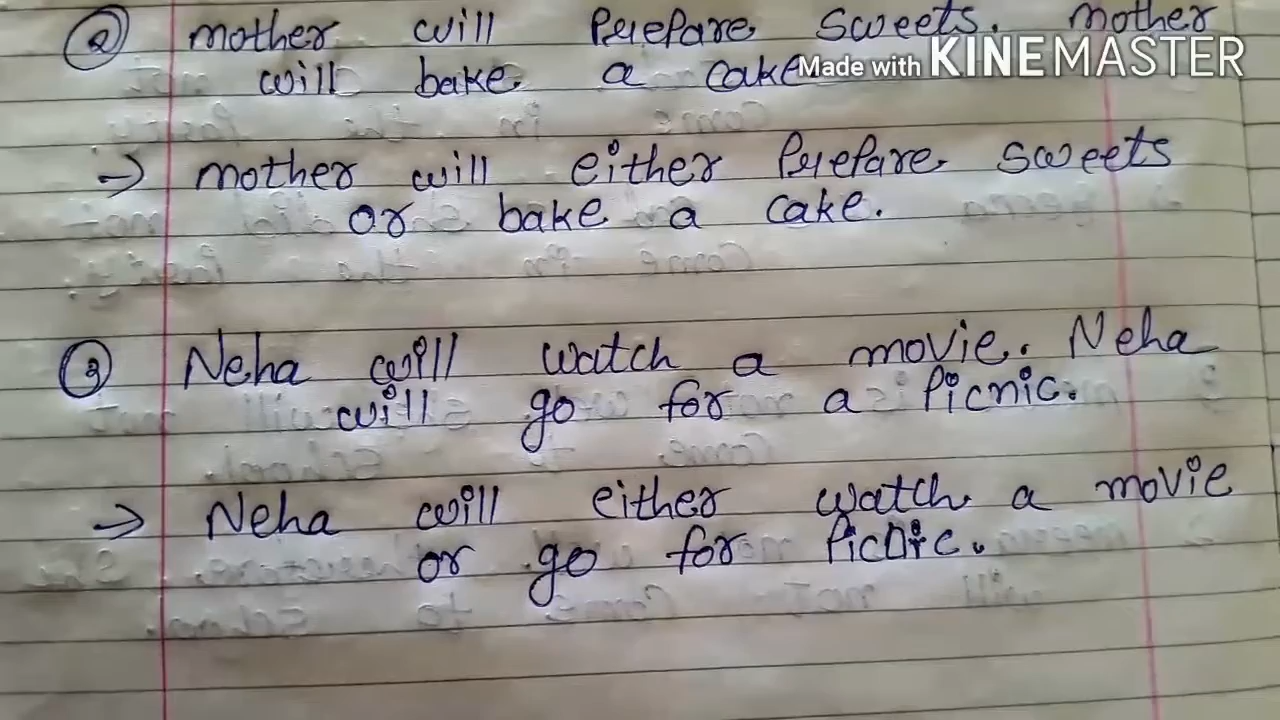 ② mother will Prepare sweets. mother
Made with KINEMASTER
will bake a cake
→ mother will either Prepare sweets
or bake a cake.
③ Neha will watch a movie. Neha
will go for a Picnic.
→ Neha will either watch a movie
or go for Picnic.